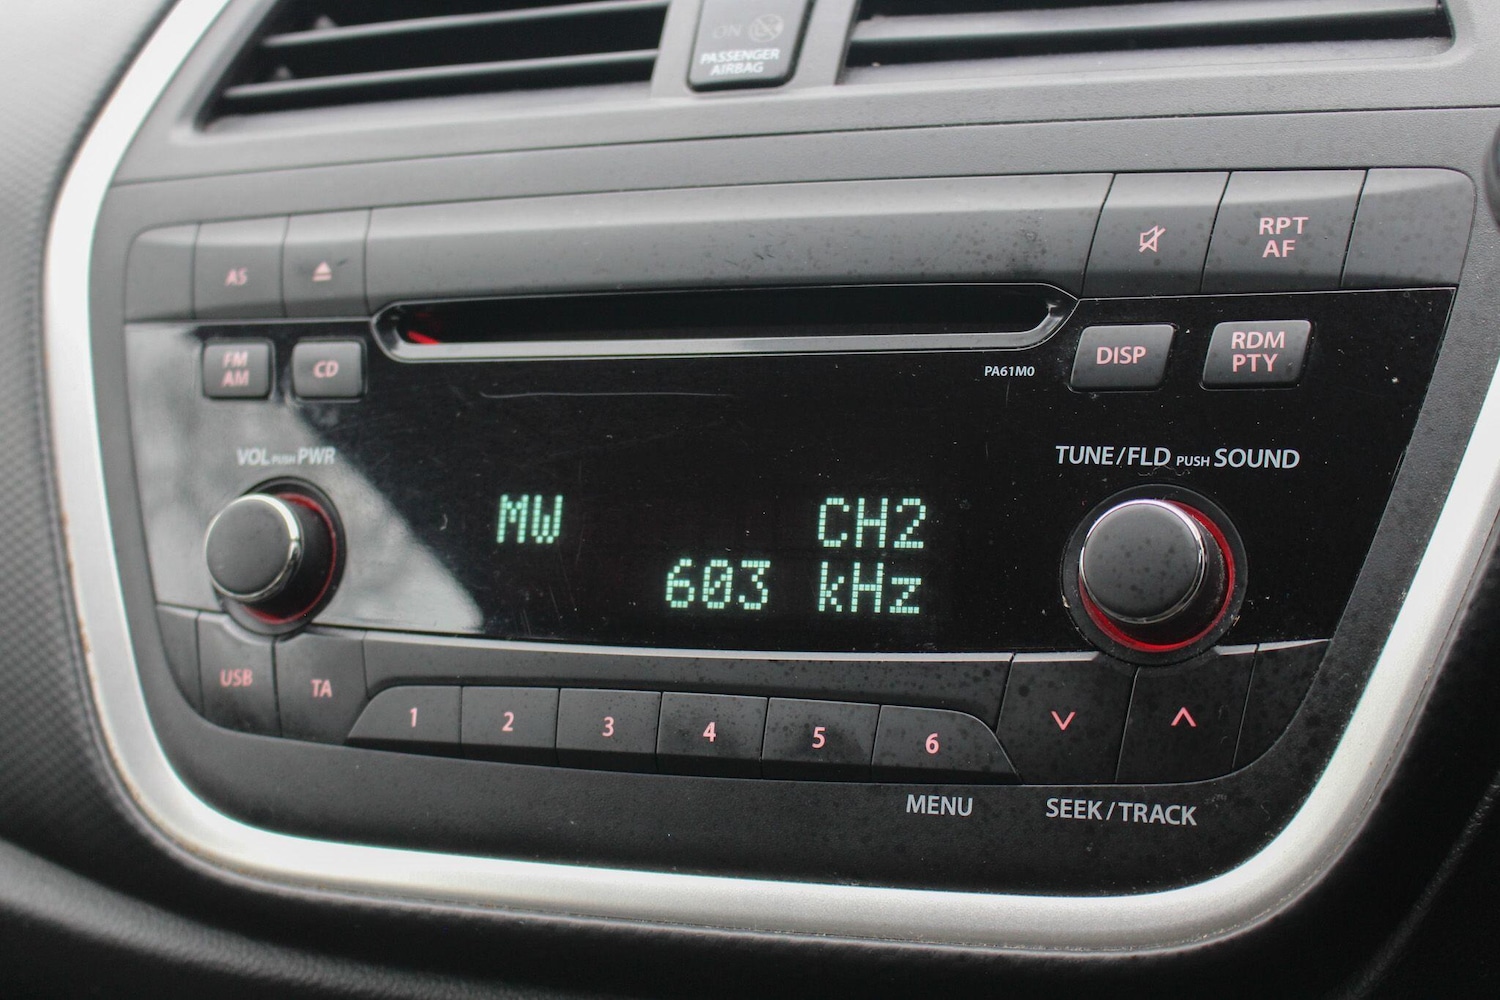 ON
PASSENGER
AIRBAG
AS
RPT
AF
FM
AM
CD
PA61M0
DISP
RDM
PTY
VOL PUSH PWR
TUNE/FLD PUSH SOUND
MW CH2
603 kHz
USB
TA
1 2 3 4 5 6
MENU
SEEK/TRACK